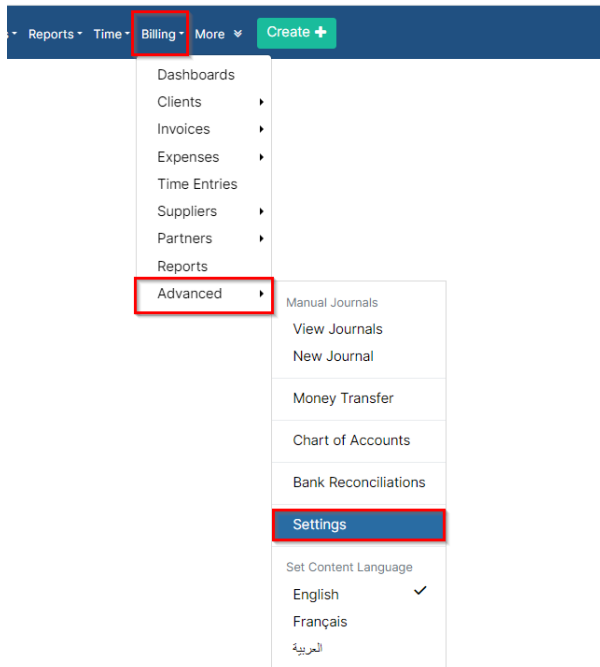 Reports
Time
Billing
More
Create
Dashboards
Clients
Invoices
Expenses
Time Entries
Suppliers
Partners
Reports
Advanced
Manual Journals
View Journals
New Journal
Money Transfer
Chart of Accounts
Bank Reconciliations
Settings
Set Content Language
English
Français
العربية